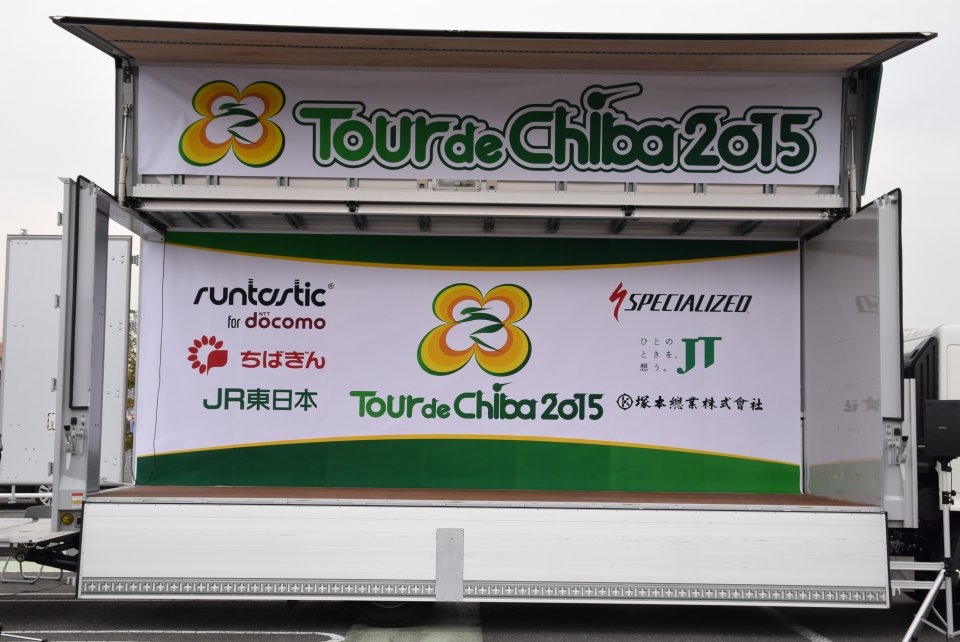 Tour de Chiba 2015
runtastic®
for NTT docomo
ちばぎん
JR東日本
Tour de Chiba 2015
SPECIALIZED
ひとの
ときを、
想う。
JT
K塚本總業株式會社